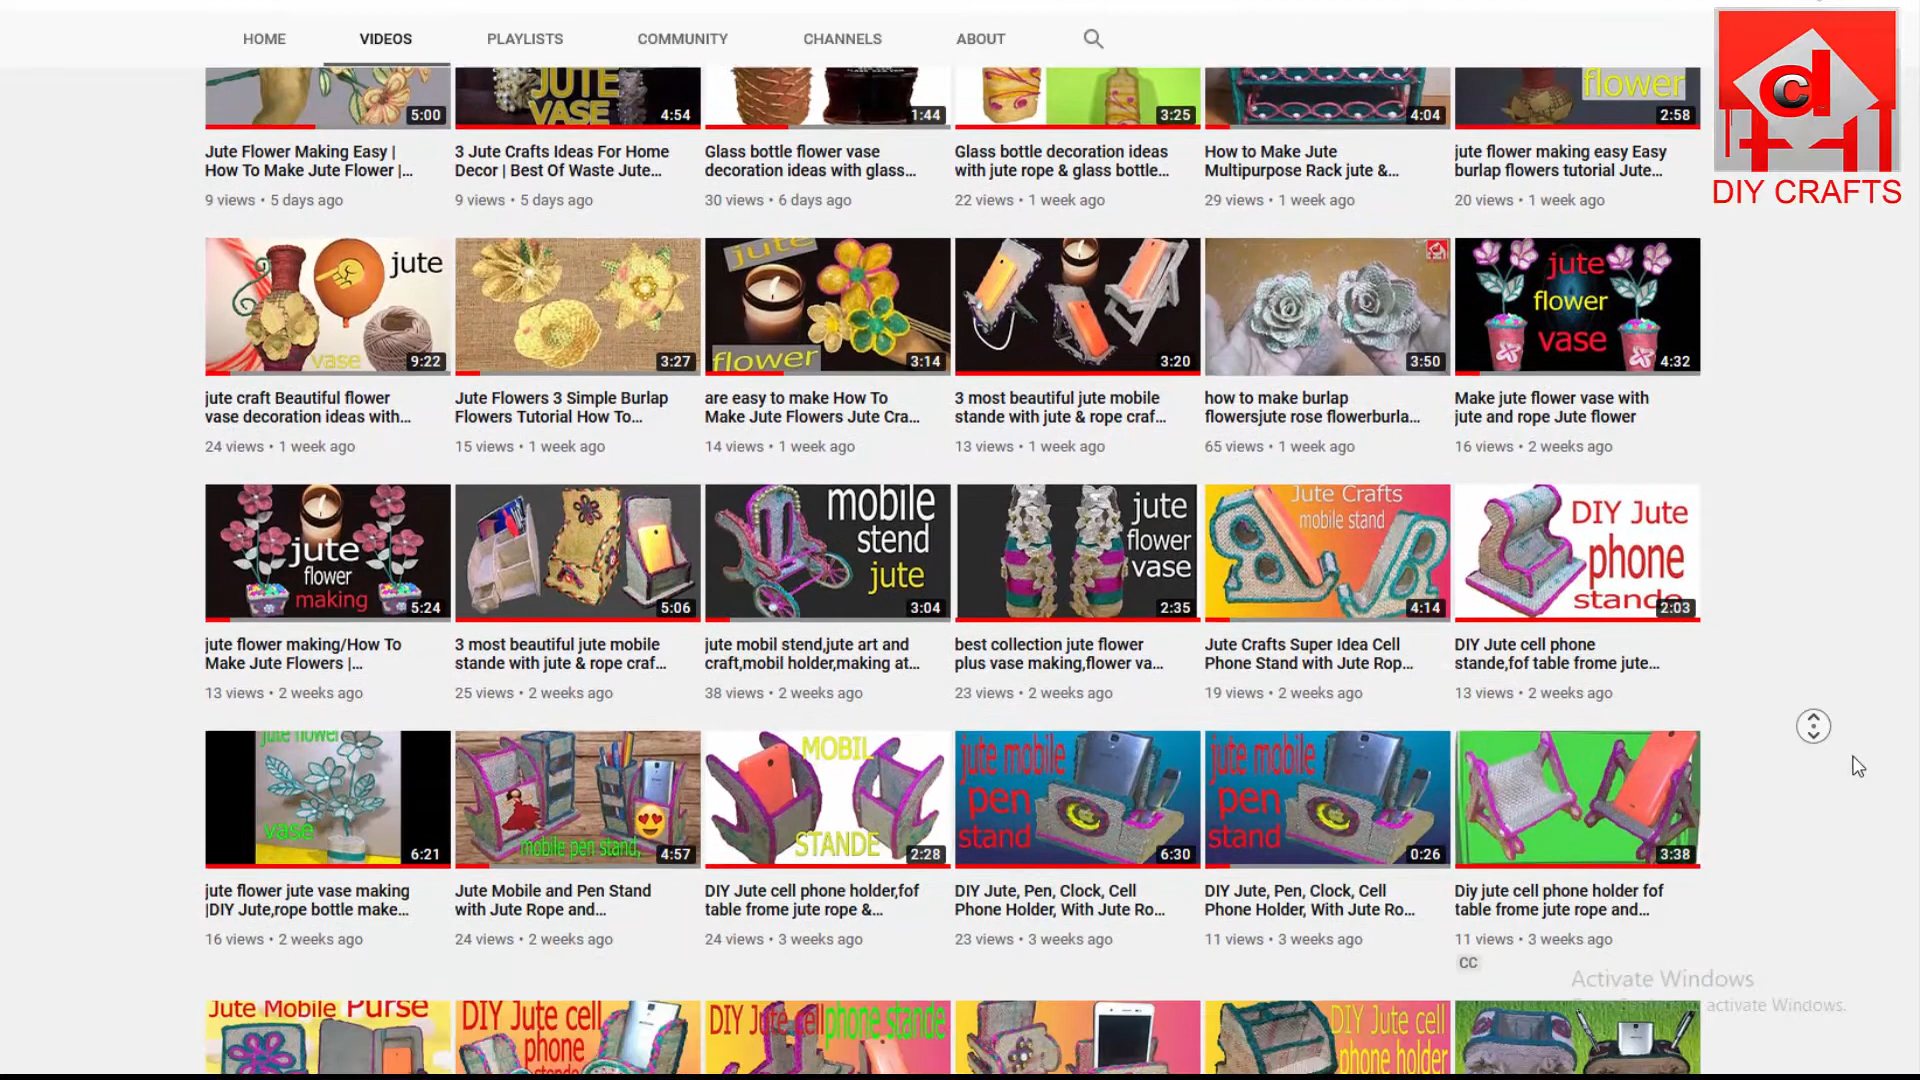 HOME
VIDEOS
PLAYLISTS
COMMUNITY
CHANNELS
ABOUT
DIY CRAFTS
5:00
JUTE
VASE
4:54
1:44
3:25
4:04
flower
2:58
Jute Flower Making Easy |
How To Make Jute Flower |...
9 views • 5 days ago
3 Jute Crafts Ideas For Home
Decor | Best Of Waste Jute...
9 views • 5 days ago
Glass bottle flower vase
decoration ideas with glass...
30 views • 6 days ago
Glass bottle decoration ideas
with jute rope & glass bottle...
22 views • 1 week ago
How to Make Jute
Multipurpose Rack jute &...
29 views • 1 week ago
jute flower making easy Easy
burlap flowers tutorial Jute...
20 views • 1 week ago
jute
vase
9:22
3:27
jute
flower
3:14
3:20
3:50
jute
flower
vase
4:32
jute craft Beautiful flower
vase decoration ideas with...
24 views • 1 week ago
Jute Flowers 3 Simple Burlap
Flowers Tutorial How To...
15 views • 1 week ago
are easy to make How To
Make Jute Flowers Jute Cra...
14 views • 1 week ago
3 most beautiful jute mobile
stande with jute & rope craf...
13 views • 1 week ago
how to make burlap
flowersjute rose flowerburla...
65 views • 1 week ago
Make jute flower vase with
jute and rope Jute flower
16 views • 2 weeks ago
jute
flower
making
5:24
5:06
mobile
stend
jute
3:04
jute
flower
vase
2:35
Jute Crafts
mobile stand
4:14
DIY Jute
phone
stande
2:03
jute flower making/How To
Make Jute Flowers |...
13 views • 2 weeks ago
3 most beautiful jute mobile
stande with jute & rope craf...
25 views • 2 weeks ago
jute mobil stend,jute art and
craft,mobil holder,making at...
38 views • 2 weeks ago
best collection jute flower
plus vase making,flower va...
23 views • 2 weeks ago
Jute Crafts Super Idea Cell
Phone Stand with Jute Rop...
19 views • 2 weeks ago
DIY Jute cell phone
stande,fof table frome jute...
13 views • 2 weeks ago
jute flower
vase
6:21
mobile pen stand,
4:57
MOBIL
STANDE
2:28
jute mobile
pen
stand
6:30
jute mobile
pen
stand
0:26
3:38
jute flower jute vase making
|DIY Jute,rope bottle make...
16 views • 2 weeks ago
Jute Mobile and Pen Stand
with Jute Rope and...
24 views • 2 weeks ago
DIY Jute cell phone holder,fof
table frome jute rope &...
24 views • 3 weeks ago
DIY Jute, Pen, Clock, Cell
Phone Holder, With Jute Ro...
23 views • 3 weeks ago
DIY Jute, Pen, Clock, Cell
Phone Holder, With Jute Ro...
11 views • 3 weeks ago
Diy jute cell phone holder fof
table frome jute rope and...
11 views • 3 weeks ago
CC
Activate Windows
activate Windows.
Jute Mobile Purse
DIY Jute cell
phone
stande
DIY Jute cell phone stande
DIY Jute cell
phone holder